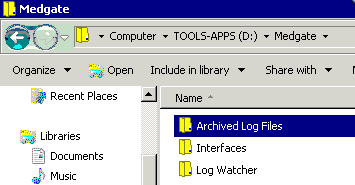 Medgate
Computer TOOLS-APPS (D:) Medgate
Organize Open Include in library Share with
Recent Places
Libraries
Documents
Music
Name
Archived Log Files
Interfaces
Log Watcher